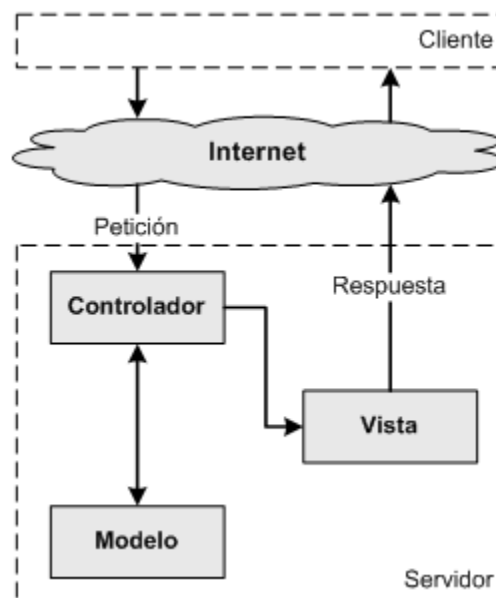 Cliente
Internet
Petición
Controlador
Respuesta
Vista
Modelo
Servidor